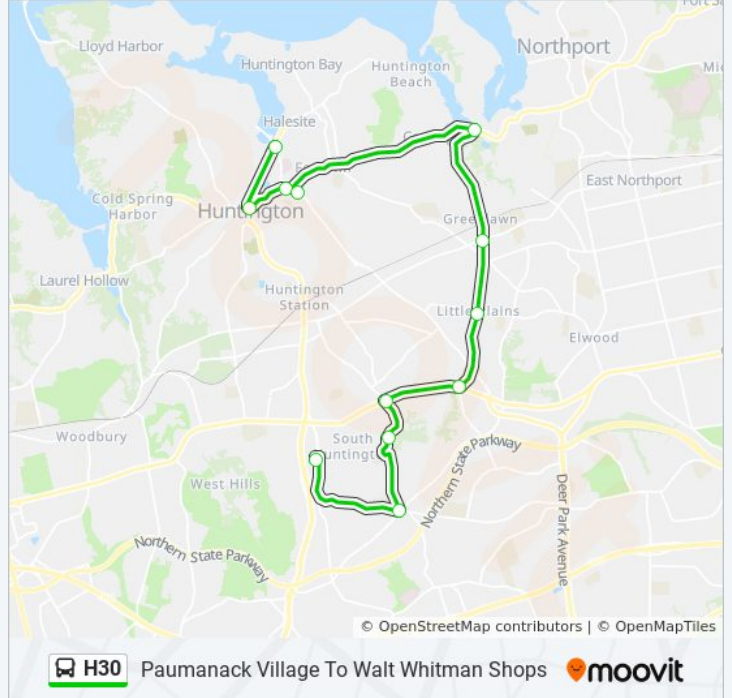 Fort Sa
Lloyd Harbor
Northport
Huntington Bay
Huntington
Beach
Mi
Halesite
East Northport
Cold Spring
Harbor
Huntington
Greenlawn
Laurel Hollow
Huntington
Station
Little Plains
Elwood
Woodbury
South
Huntington
Northern State Parkway
West Hills
Deer Park Avenue
Northern State Parkway
© OpenStreetMap contributors | © OpenMapTiles
H30 Paumanack Village To Walt Whitman Shops moovit